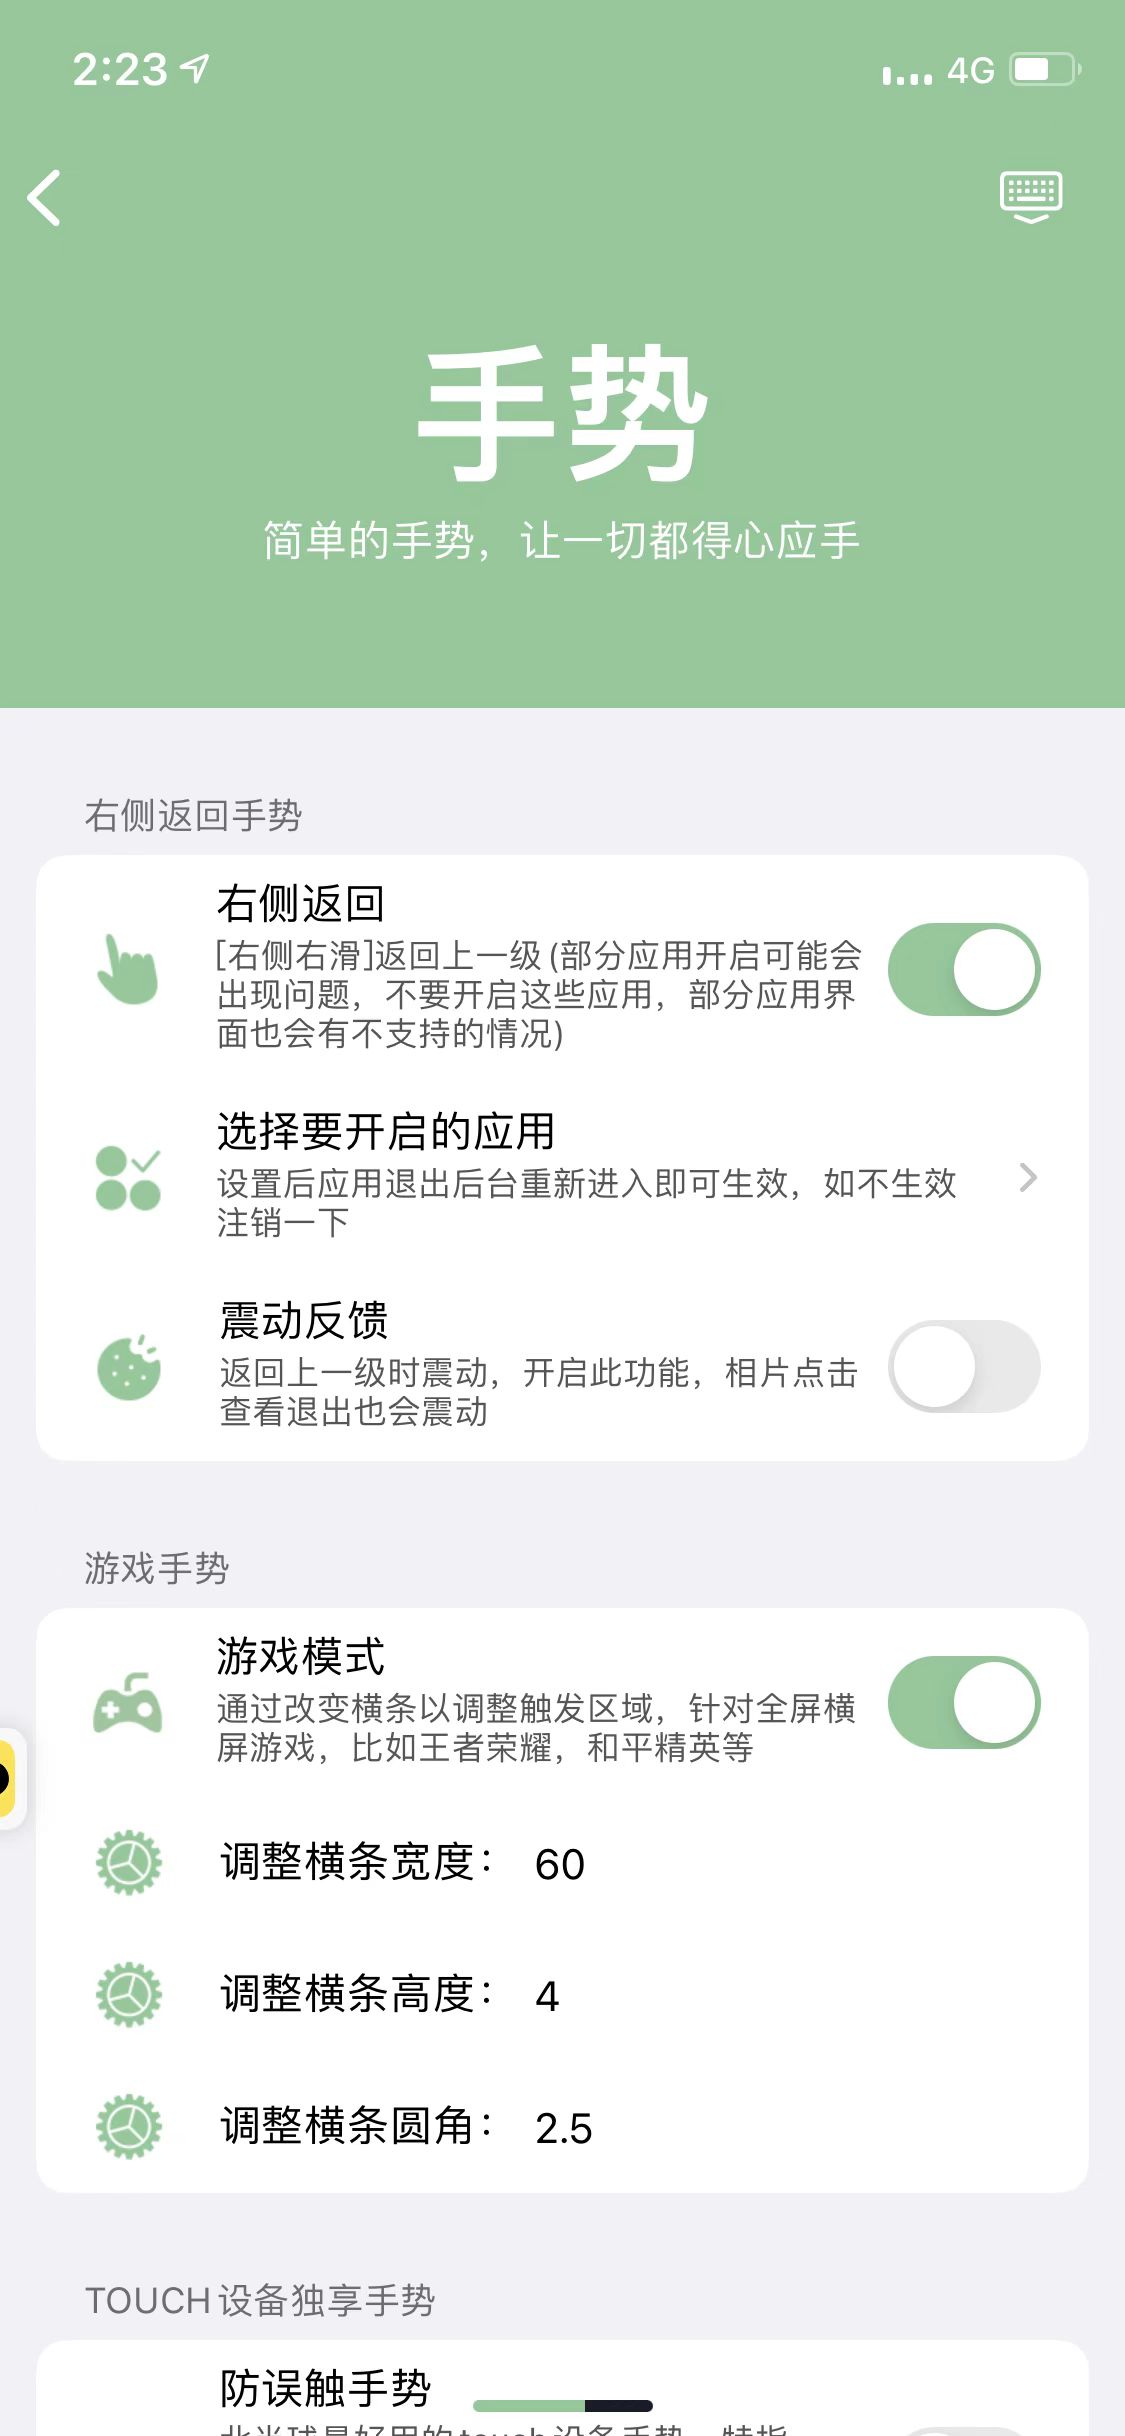 2:23
4G
手势
简单的手势，让一切都得心应手
右侧返回手势
右侧返回
[右侧右滑]返回上一级 (部分应用开启可能会
出现问题，不要开启这些应用，部分应用界
面也会有不支持的情况)
选择要开启的应用
设置后应用退出后台重新进入即可生效，如不生效
注销一下
震动反馈
返回上一级时震动，开启此功能，相片点击
查看退出也会震动
游戏手势
游戏模式
通过改变横条以调整触发区域，针对全屏横
屏游戏，比如王者荣耀，和平精英等
调整横条宽度： 60
调整横条高度： 4
调整横条圆角： 2.5
TOUCH 设备独享手势
防误触手势